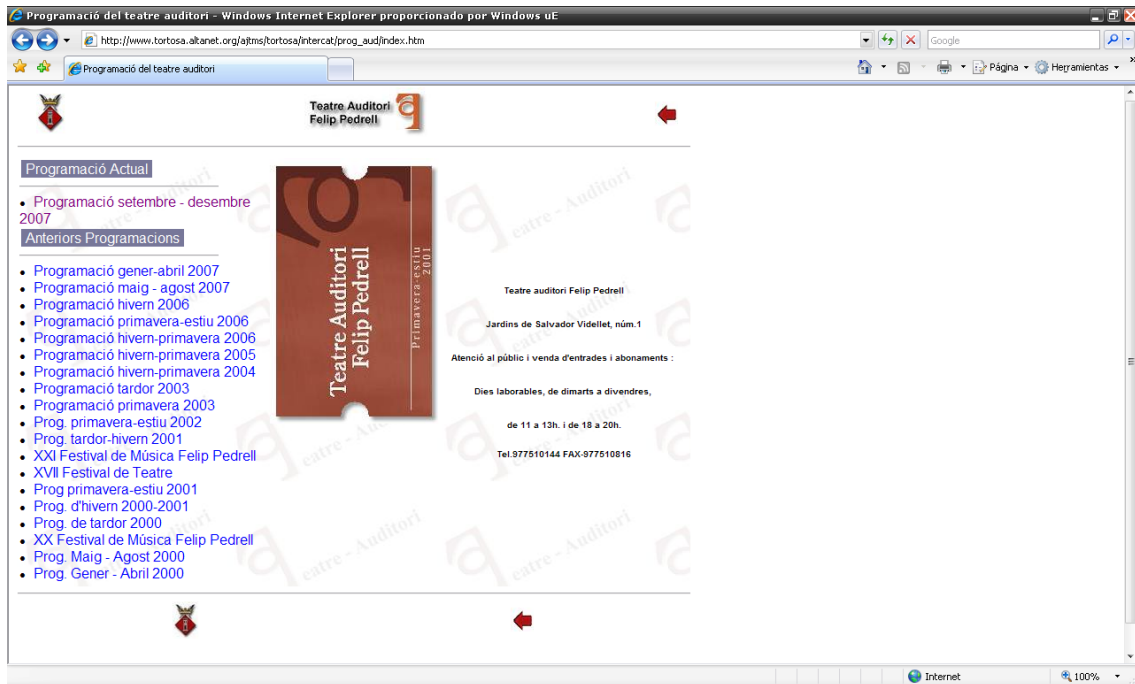 Programació del teatre auditori - Windows Internet Explorer proporcionado por Windows uE
http://www.tortosa.altanet.org/ajtms/tortosa/intercat/prog_aud/index.htm
Google
Programació del teatre auditori
Página
Herramientas
Teatre Auditori
Felip Pedrell
Programació Actual
Programació setembre - desembre
2007
Anteriors Programacions
Programació gener-abril 2007
Programació maig - agost 2007
Programació hivern 2006
Programació primavera-estiu 2006
Programació hivern-primavera 2006
Programació hivern-primavera 2005
Programació hivern-primavera 2004
Programació tardor 2003
Programació primavera 2003
Prog. primavera-estiu 2002
Prog. tardor-hivern 2001
XXI Festival de Música Felip Pedrell
XVII Festival de Teatre
Prog primavera-estiu 2001
Prog. d'hivern 2000-2001
Prog. de tardor 2000
XX Festival de Música Felip Pedrell
Prog. Maig - Agost 2000
Prog. Gener - Abril 2000
Teatre Auditori
Felip Pedrell
Primavera-estiu
2001
Teatre auditori Felip Pedrell
Jardins de Salvador Videllet, núm.1
Atenció al públic i venda d'entrades i abonaments :
Dies laborables, de dimarts a divendres,
de 11 a 13h. i de 18 a 20h.
Tel.977510144 FAX-977510816
eatre - Auditori
eatre - Auditori
eatre - Auditori
eatre - Auditori
Internet
100%